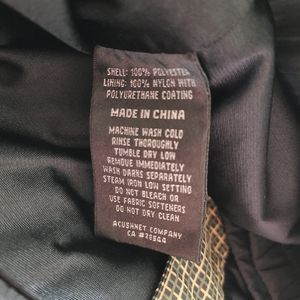 SHELL: 100% POLYESTER
LINING: 100% NYLON WITH
POLYURETHANE COATING
MADE IN CHINA
MACHINE WASH COLD
RINSE THOROUGHLY
TUMBLE DRY LOW
REMOVE IMMEDIATELY
WASH DARKS SEPARATELY
STEAM IRON LOW SETTING
DO NOT BLEACH OR
USE FABRIC SOFTENERS
DO NOT DRY CLEAN
ACUSHNET COMPANY
CA #